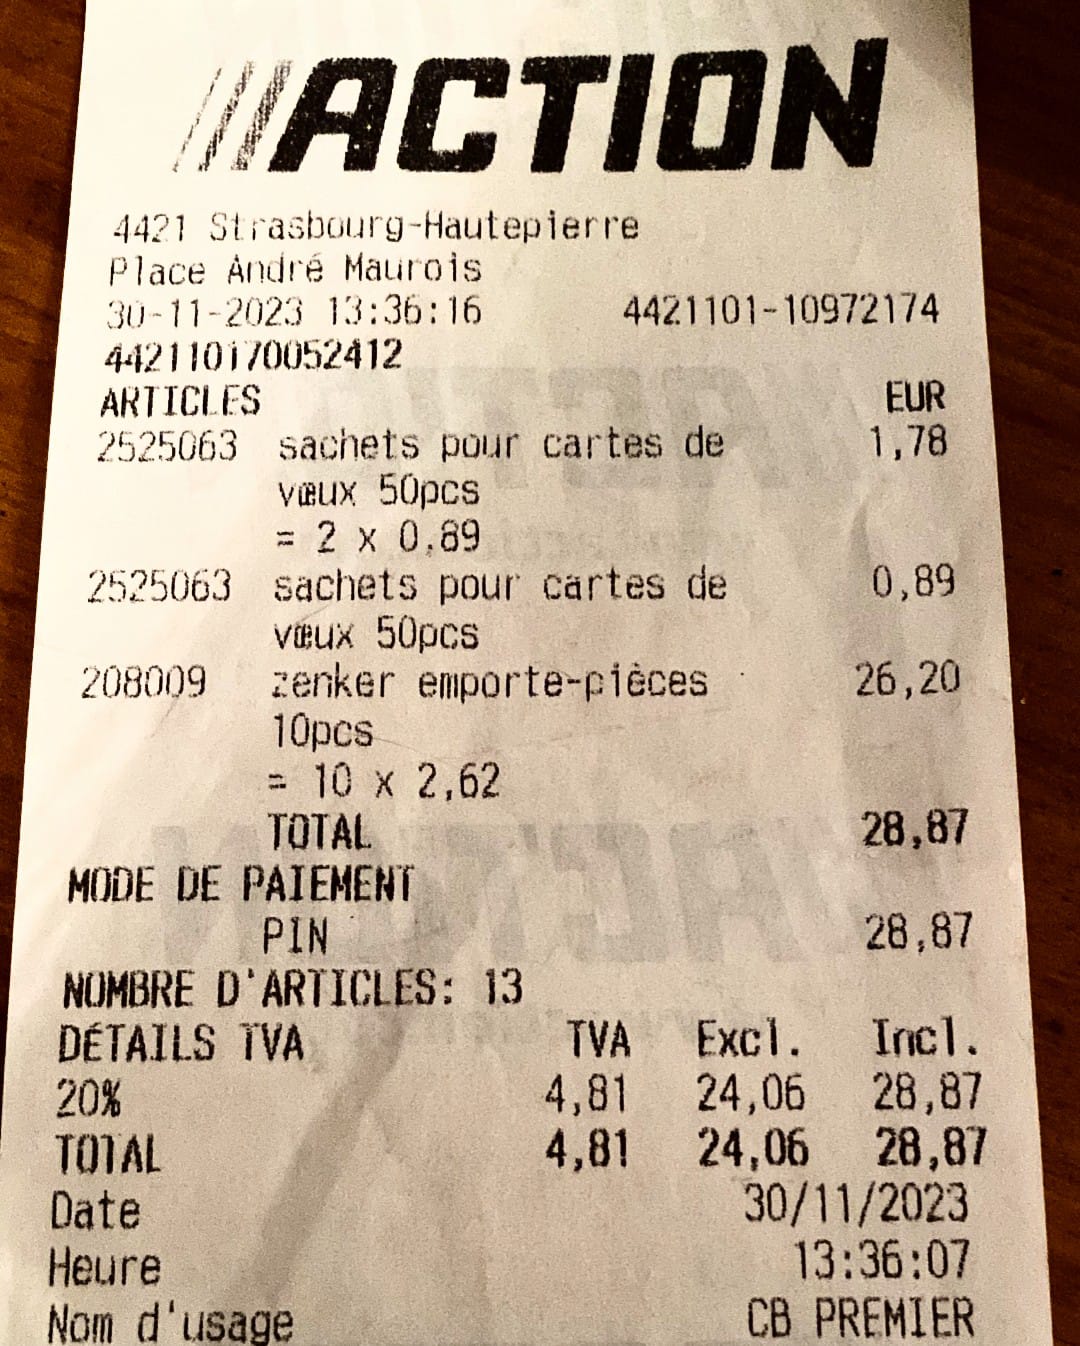 ACTION
4421 Strasbourg-Hautepierre
Place André Maurois
30-11-2023 13:36:16 4421101-10972174
442110170052412
ARTICLES EUR
2525063 sachets pour cartes de 1,78
vœux 50pcs
= 2 x 0,89
2525063 sachets pour cartes de 0,89
vœux 50pcs
208009 zenker emporte-pièces 26,20
10pcs
= 10 x 2,62
TOTAL 28,87
MODE DE PAIEMENT
PIN 28,87
NOMBRE D'ARTICLES: 13
DÉTAILS TVA TVA Excl. Incl.
20% 4,81 24,06 28,87
TOTAL 4,81 24,06 28,87
Date 30/11/2023
Heure 13:36:07
Nom d'usage CB PREMIER